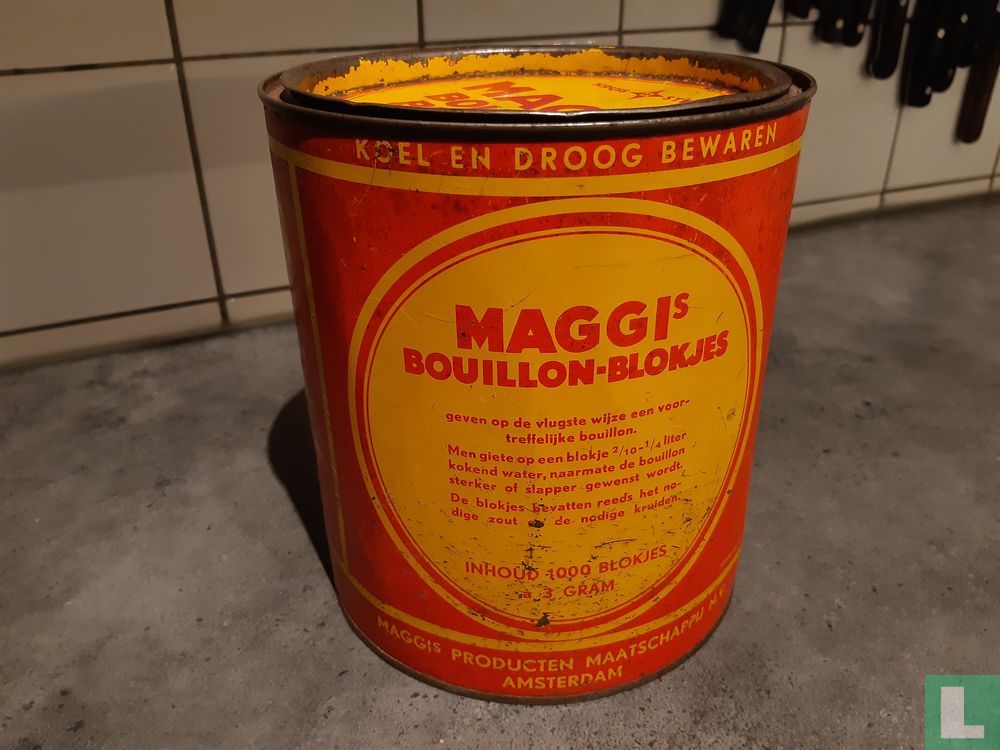 MAGG
BOUILLON
KRUIS
KOEL EN DROOG BEWAREN
MAGGIs
BOUILLON-BLOKJES
geven op de vlugste wijze een voor-
treffelijke bouillon.
Men giete op een blokje 2/10-1/4 liter
kokend water, naarmate de bouillon
sterker of slapper gewenst wordt.
De blokjes bevatten reeds het no-
dige zout en de nodige kruiden.
INHOUD 1000 BLOKJES
à 3 GRAM
MAGGIS PRODUCTEN MAATSCHAPPIJ N.V.
AMSTERDAM
L